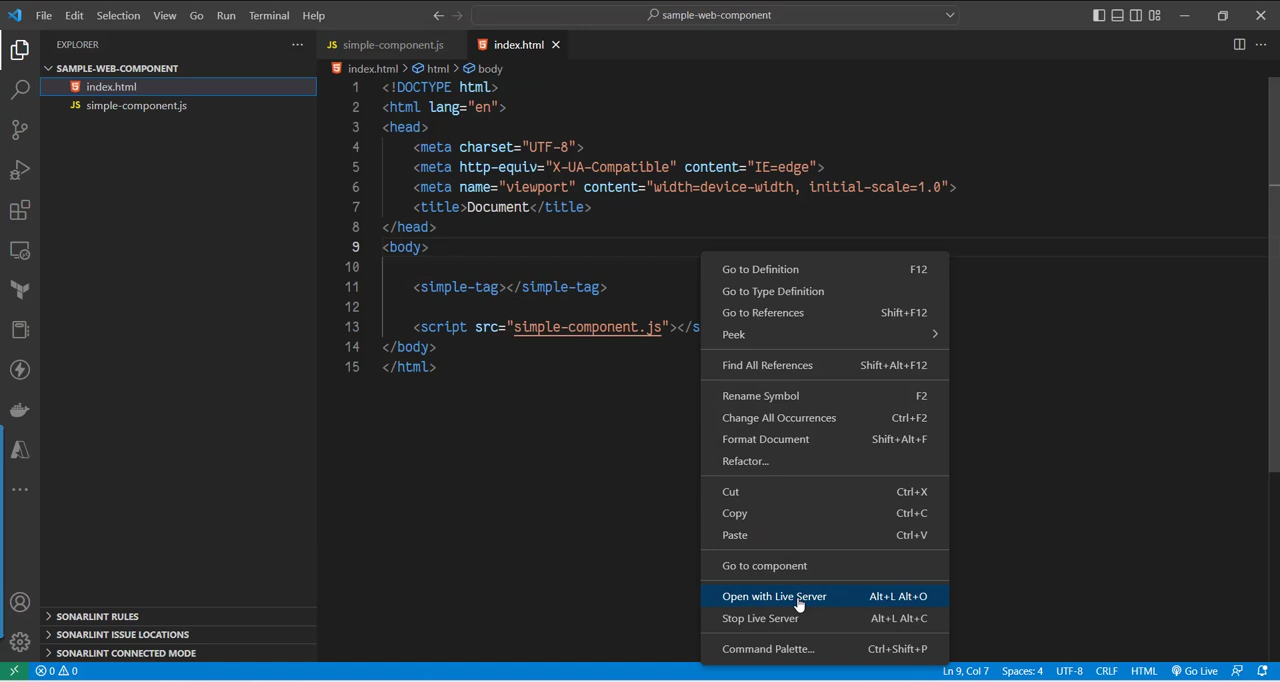 File Edit Selection View Go Run Terminal Help
sample-web-component
EXPLORER
JS simple-component.js
index.html
SAMPLE-WEB-COMPONENT
index.html > html > body
index.html
JS simple-component.js
1 <!DOCTYPE html>
2 <html lang="en">
3 <head>
4 <meta charset="UTF-8">
5 <meta http-equiv="X-UA-Compatible" content="IE=edge">
6 <meta name="viewport" content="width=device-width, initial-scale=1.0">
7 <title>Document</title>
8 </head>
9 <body>
10
11 <simple-tag></simple-tag>
12
13 <script src="simple-component.js"></s
14 </body>
15 </html>
Go to Definition F12
Go to Type Definition
Go to References Shift+F12
Peek
Find All References Shift+Alt+F12
Rename Symbol F2
Change All Occurrences Ctrl+F2
Format Document Shift+Alt+F
Refactor...
Cut Ctrl+X
Copy Ctrl+C
Paste Ctrl+V
Go to component
Open with Live Server Alt+L Alt+O
Stop Live Server Alt+L Alt+C
Command Palette... Ctrl+Shift+P
SONARLINT RULES
SONARLINT ISSUE LOCATIONS
SONARLINT CONNECTED MODE
0 0 Ln 9, Col 7 Spaces: 4 UTF-8 CRLF HTML Go Live